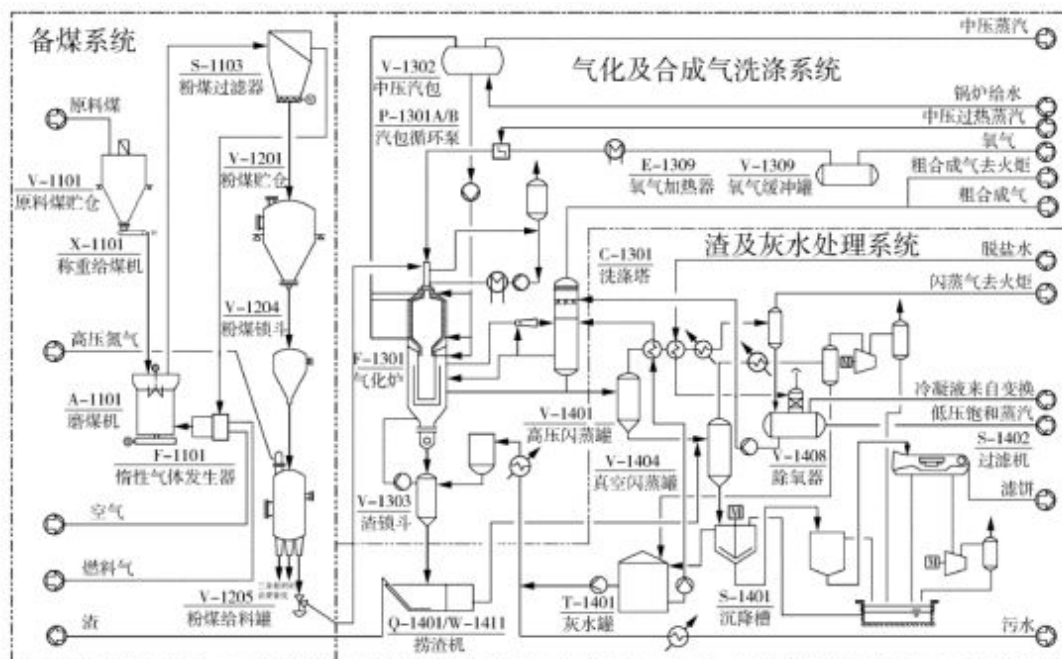 备煤系统
S-1103
粉煤过滤器
原料煤
V-1101
原料煤贮仓
X-1101
称重给煤机
V-1201
粉煤贮仓
V-1204
粉煤锁斗
高压氮气
A-1101
磨煤机
F-1101
惰性气体发生器
空气
燃料气
V-1205
粉煤给料罐
渣
气化及合成气洗涤系统
V-1302
中压汽包
P-1301A/B
汽包循环泵
中压蒸汽
锅炉给水
中压过热蒸汽
氧气
E-1309
氧气加热器
V-1309
氧气缓冲罐
粗合成气去火炬
粗合成气
F-1301
气化炉
C-1301
洗涤塔
V-1303
渣锁斗
Q-1401/W-1411
捞渣机
渣及灰水处理系统
脱盐水
闪蒸气去火炬
V-1401
高压闪蒸罐
V-1404
真空闪蒸罐
M
冷凝液来自变换
低压饱和蒸汽
V-1408
除氧器
S-1402
过滤机
滤饼
M
M
T-1401
灰水罐
S-1401
沉降槽
污水